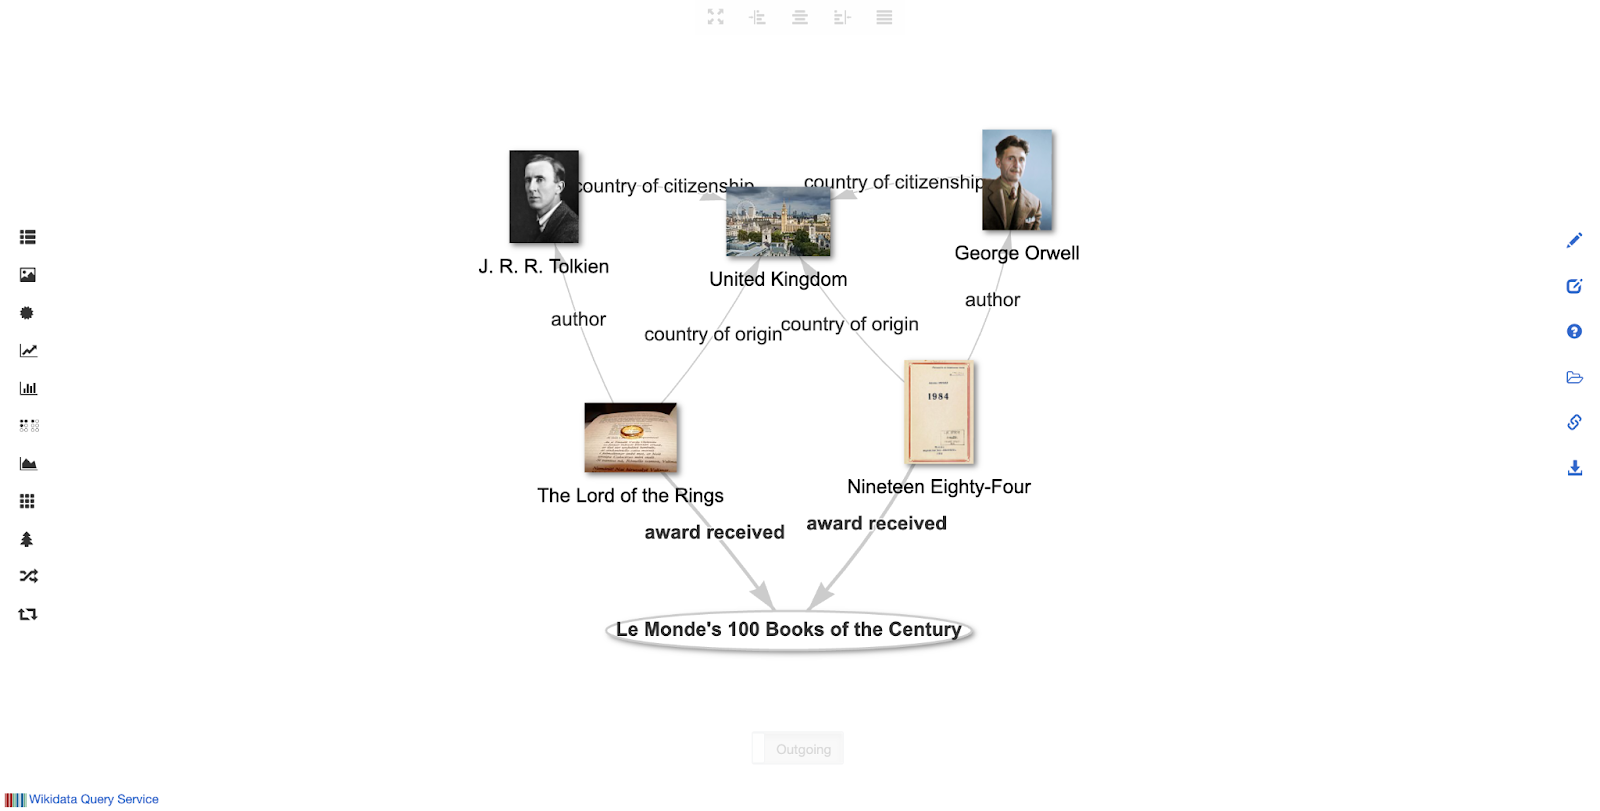 country of citizenship
country of citizenship
J. R. R. Tolkien
United Kingdom
George Orwell
author
author
country of origin
country of origin
1984
The Lord of the Rings
Nineteen Eighty-Four
award received
award received
Le Monde's 100 Books of the Century
Outgoing
Wikidata Query Service